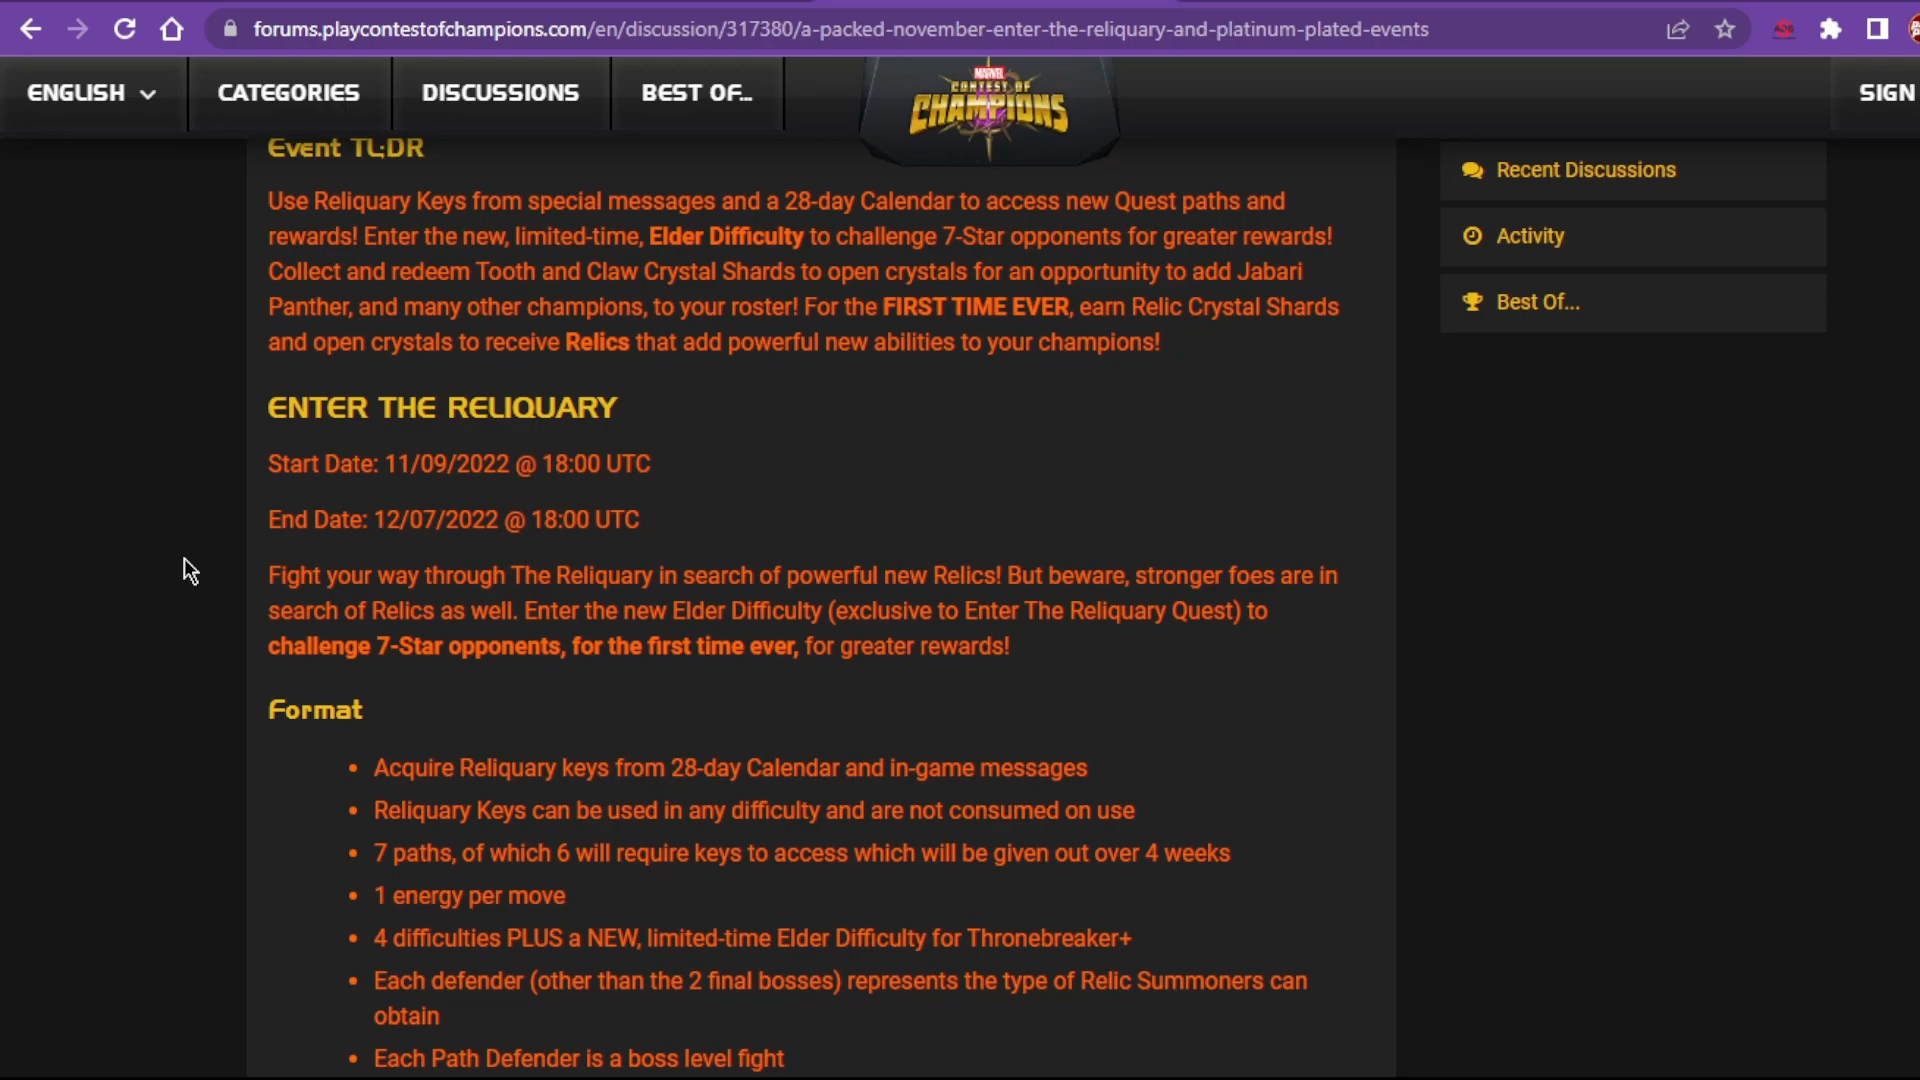 forums.playcontestofchampions.com/en/discussion/317380/a-packed-november-enter-the-reliquary-and-platinum-plated-events
ENGLISH
CATEGORIES
DISCUSSIONS
BEST OF...
MARVEL
CONTEST OF
CHAMPIONS
SIGN
Event TL;DR
Use Reliquary Keys from special messages and a 28-day Calendar to access new Quest paths and
rewards! Enter the new, limited-time, Elder Difficulty to challenge 7-Star opponents for greater rewards!
Collect and redeem Tooth and Claw Crystal Shards to open crystals for an opportunity to add Jabari
Panther, and many other champions, to your roster! For the FIRST TIME EVER, earn Relic Crystal Shards
and open crystals to receive Relics that add powerful new abilities to your champions!
ENTER THE RELIQUARY
Start Date: 11/09/2022 @ 18:00 UTC
End Date: 12/07/2022 @ 18:00 UTC
Fight your way through The Reliquary in search of powerful new Relics! But beware, stronger foes are in
search of Relics as well. Enter the new Elder Difficulty (exclusive to Enter The Reliquary Quest) to
challenge 7-Star opponents, for the first time ever, for greater rewards!
Format
• Acquire Reliquary keys from 28-day Calendar and in-game messages
• Reliquary Keys can be used in any difficulty and are not consumed on use
• 7 paths, of which 6 will require keys to access which will be given out over 4 weeks
• 1 energy per move
• 4 difficulties PLUS a NEW, limited-time Elder Difficulty for Thronebreaker+
• Each defender (other than the 2 final bosses) represents the type of Relic Summoners can
obtain
• Each Path Defender is a boss level fight
Recent Discussions
Activity
Best Of...